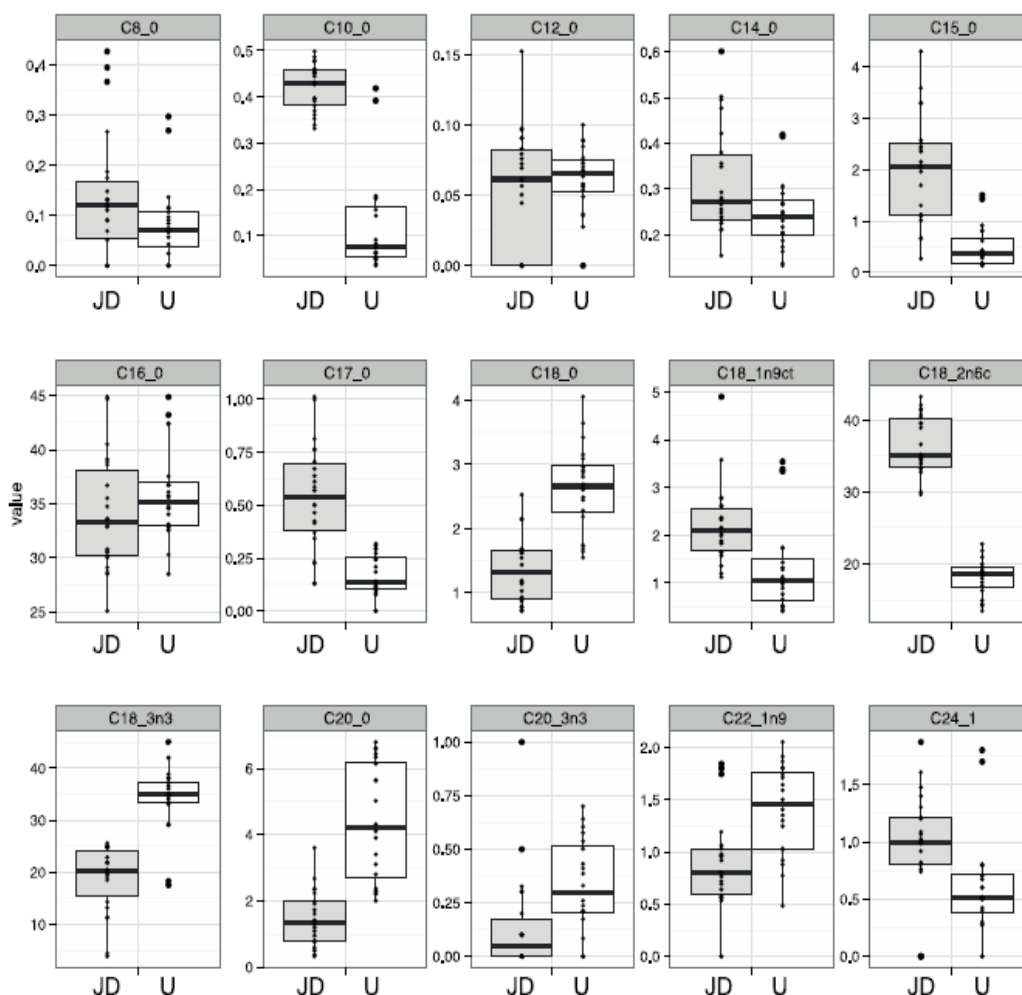 C8_0 C10_0 C12_0 C14_0 C15_0
0.4 0.5 0.15 0.6 4
0.3 0.4 0.10 0.5 3
0.2 0.3 0.05 0.4 2
0.1 0.2 0.00 0.3 1
0.0 0.1 0.2 0
JD U JD U JD U JD U JD U
C16_0 C17_0 C18_0 C18_1n9ct C18_2n6c
45 1.00 4 5 40
40 0.75 3 4 30
35 0.50 2 3 20
30 0.25 1 2
25 0.00 1
value
JD U JD U JD U JD U JD U
C18_3n3 C20_0 C20_3n3 C22_1n9 C24_1
40 6 1.00 2.0 1.5
30 4 0.75 1.5 1.0
20 2 0.50 1.0 0.5
10 0 0.25 0.5 0.0
0.00 0.0
JD U JD U JD U JD U JD U